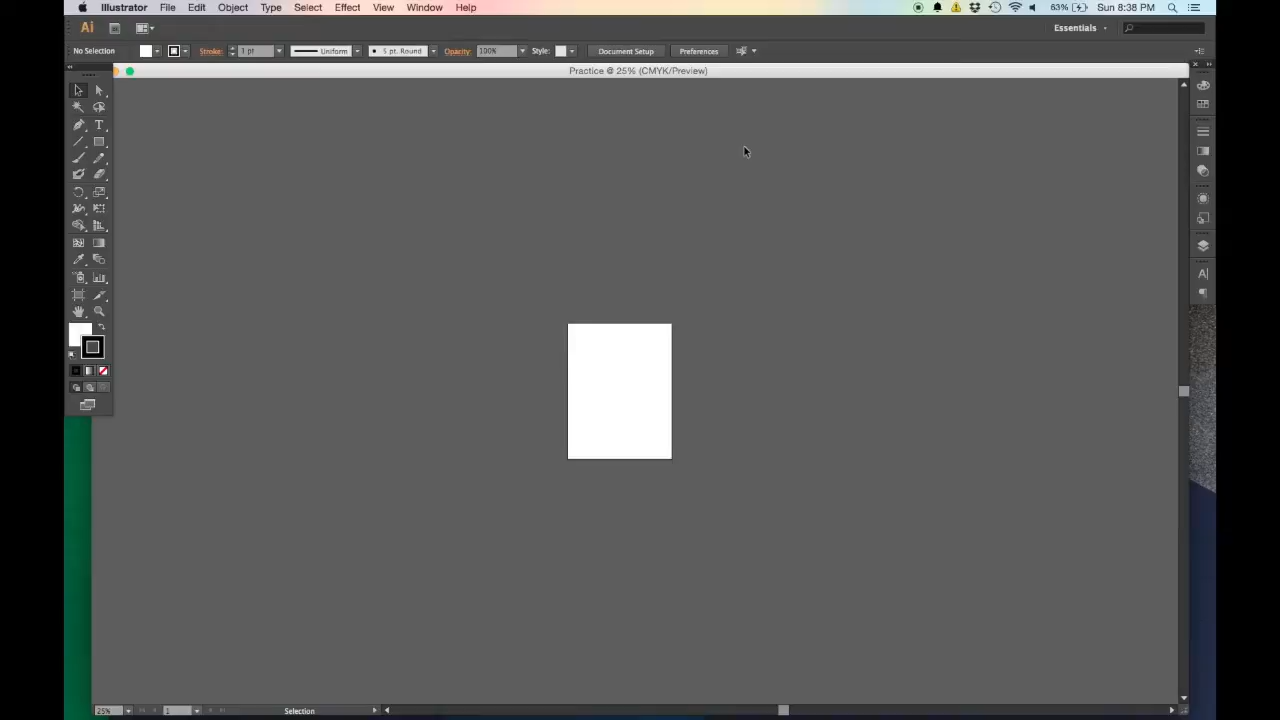 Illustrator File Edit Object Type Select Effect View Window Help 63% Sun 8:38 PM
Ai Essentials
No Selection Stroke: 1 pt Uniform 5 pt. Round Opacity: 100% Style: Document Setup Preferences
Practice @ 25% (CMYK/Preview)
T
A
25% 1 Selection